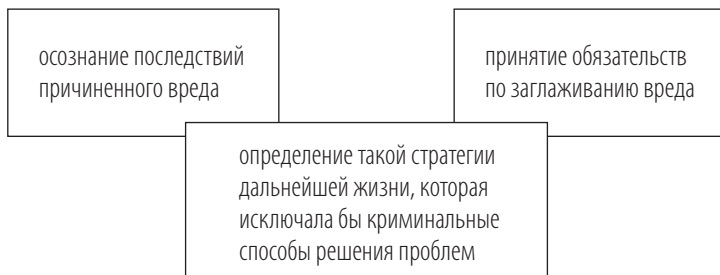 осознание последствий
причиненного вреда
принятие обязательств
по заглаживанию вреда
определение такой стратегии
дальнейшей жизни, которая
исключала бы криминальные
способы решения проблем